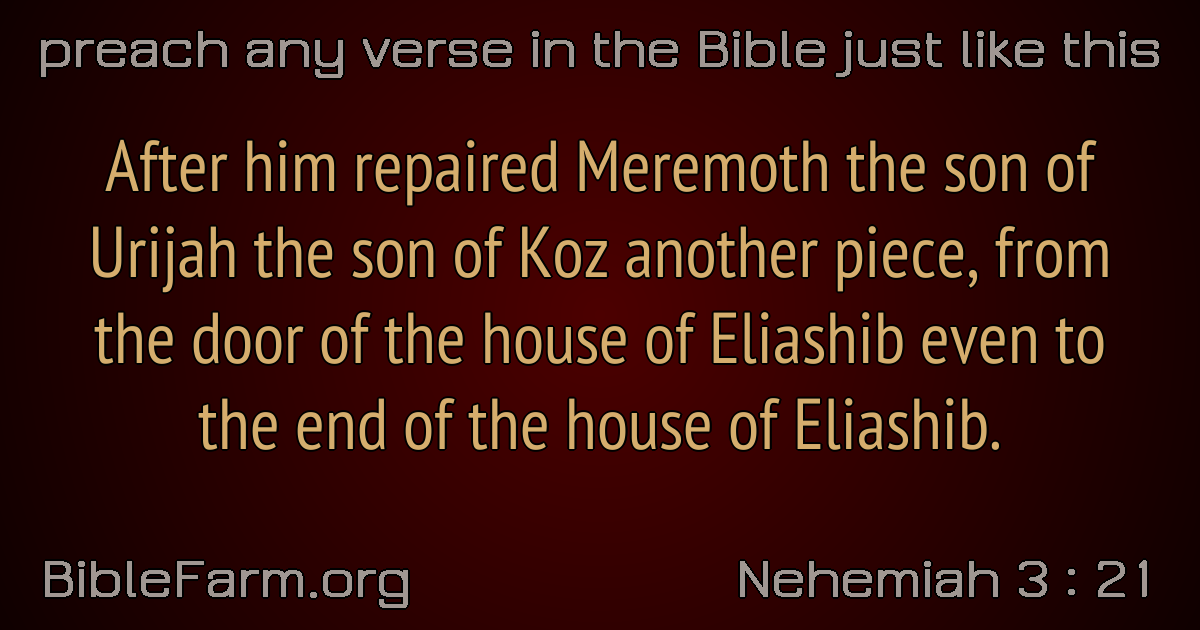 preach any verse in the Bible just like this
After him repaired Meremoth the son of
Urijah the son of Koz another piece, from
the door of the house of Eliashib even to
the end of the house of Eliashib.
BibleFarm.org
Nehemiah 3 : 21